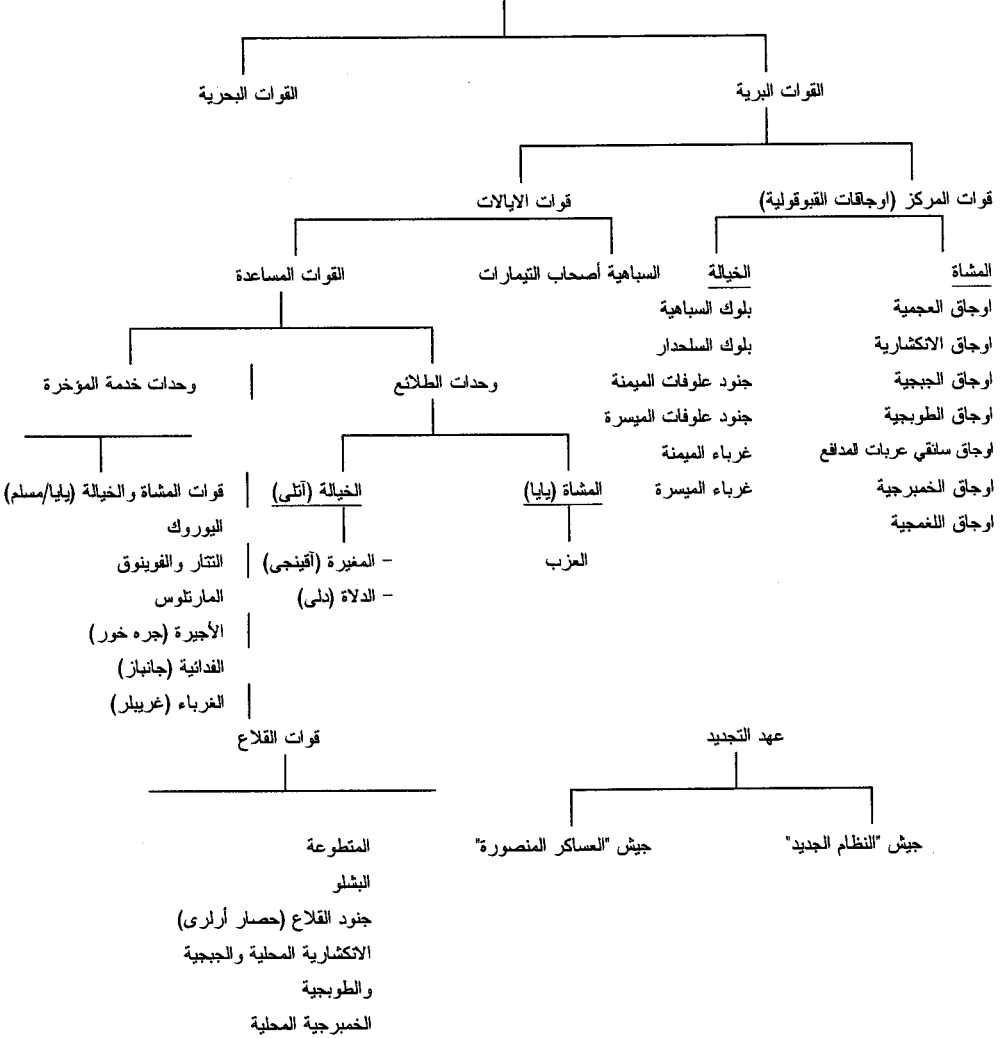 القوات البرية
القوات البحرية
قوات المركز (اوجاقات القبوقولية)
قوات الايالات
المشاة
اوجاق العجمية
اوجاق الانكشارية
اوجاق الجبجية
اوجاق الطوبجية
اوجاق سائقي عربات المدافع
اوجاق الخمبرجية
اوجاق اللغمجية
الخيالة
بلوك السباهية
بلوك السلحدار
جنود علوفات الميمنة
جنود علوفات الميسرة
غرباء الميمنة
غرباء الميسرة
السباهية أصحاب التيمارات
القوات المساعدة
وحدات الطلائع
وحدات خدمة المؤخرة
المشاة (يايا)
العزب
الخيالة (آتلى)
- المغيرة (آقينجى)
- الدلاة (دلى)
قوات المشاة والخيالة (يايا/مسلم)
اليوروك
التتار والفوينوق
المارتلوس
الأجيرة (جره خور)
الفدائية (جانباز)
الغرباء (غريبلر)
قوات القلاع
المتطوعة
البشلو
جنود القلاع (حصار أرلرى)
الانكشارية المحلية والجبجية
والطوبجية
الخمبرجية المحلية
عهد التجديد
جيش "النظام الجديد"
جيش "العساكر المنصورة"